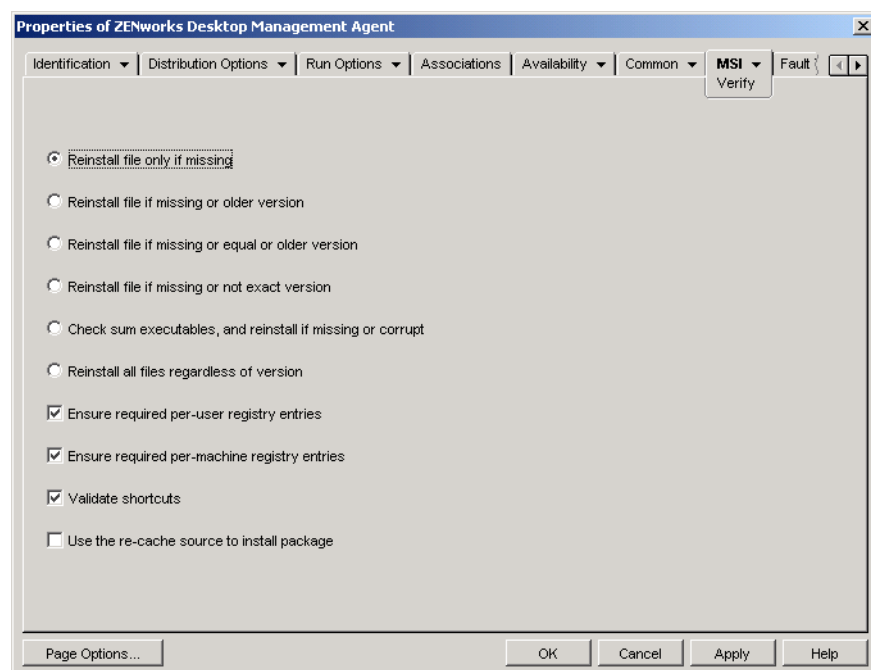 Properties of ZENworks Desktop Management Agent
Identification Distribution Options Run Options Associations Availability Common MSI Fault
Verify
Reinstall file only if missing
Reinstall file if missing or older version
Reinstall file if missing or equal or older version
Reinstall file if missing or not exact version
Check sum executables, and reinstall if missing or corrupt
Reinstall all files regardless of version
Ensure required per-user registry entries
Ensure required per-machine registry entries
Validate shortcuts
Use the re-cache source to install package
Page Options... OK Cancel Apply Help